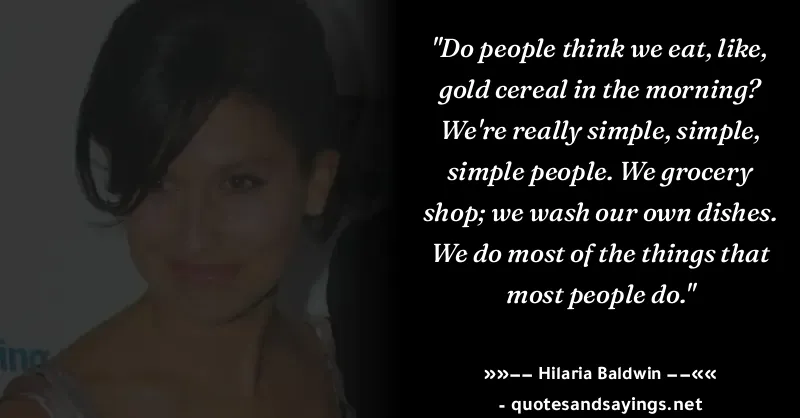 "Do people think we eat, like,
gold cereal in the morning?
We're really simple, simple,
simple people. We grocery
shop; we wash our own dishes.
We do most of the things that
most people do."
»»–– Hilaria Baldwin ––««
- quotesandsayings.net
ing